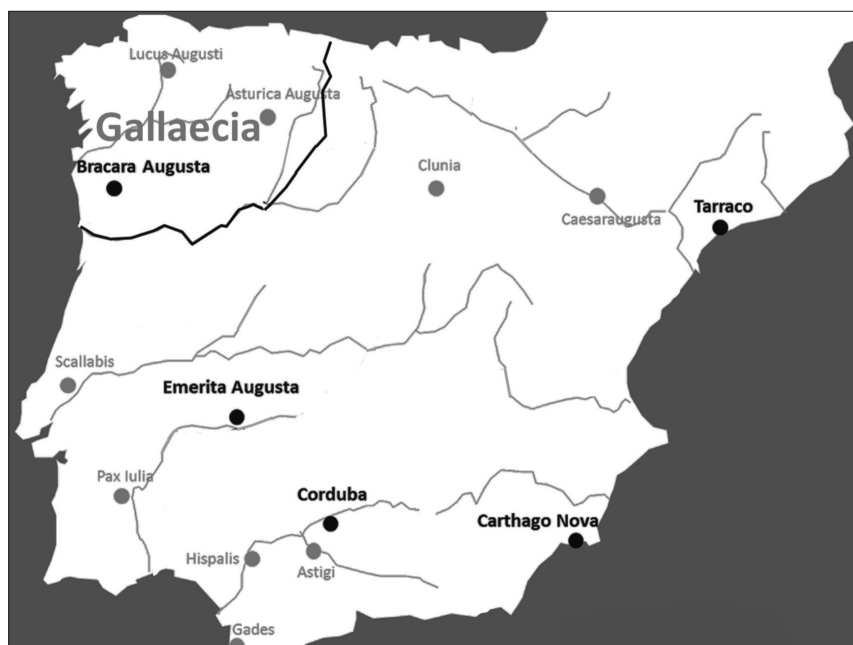 Lucus Augusti
Asturica Augusta
Gallaecia
Bracara Augusta
Clunia
Caesaraugusta
Tarraco
Scallabis
Emerita Augusta
Pax Iulia
Corduba
Carthago Nova
Hispalis
Astigi
Gades